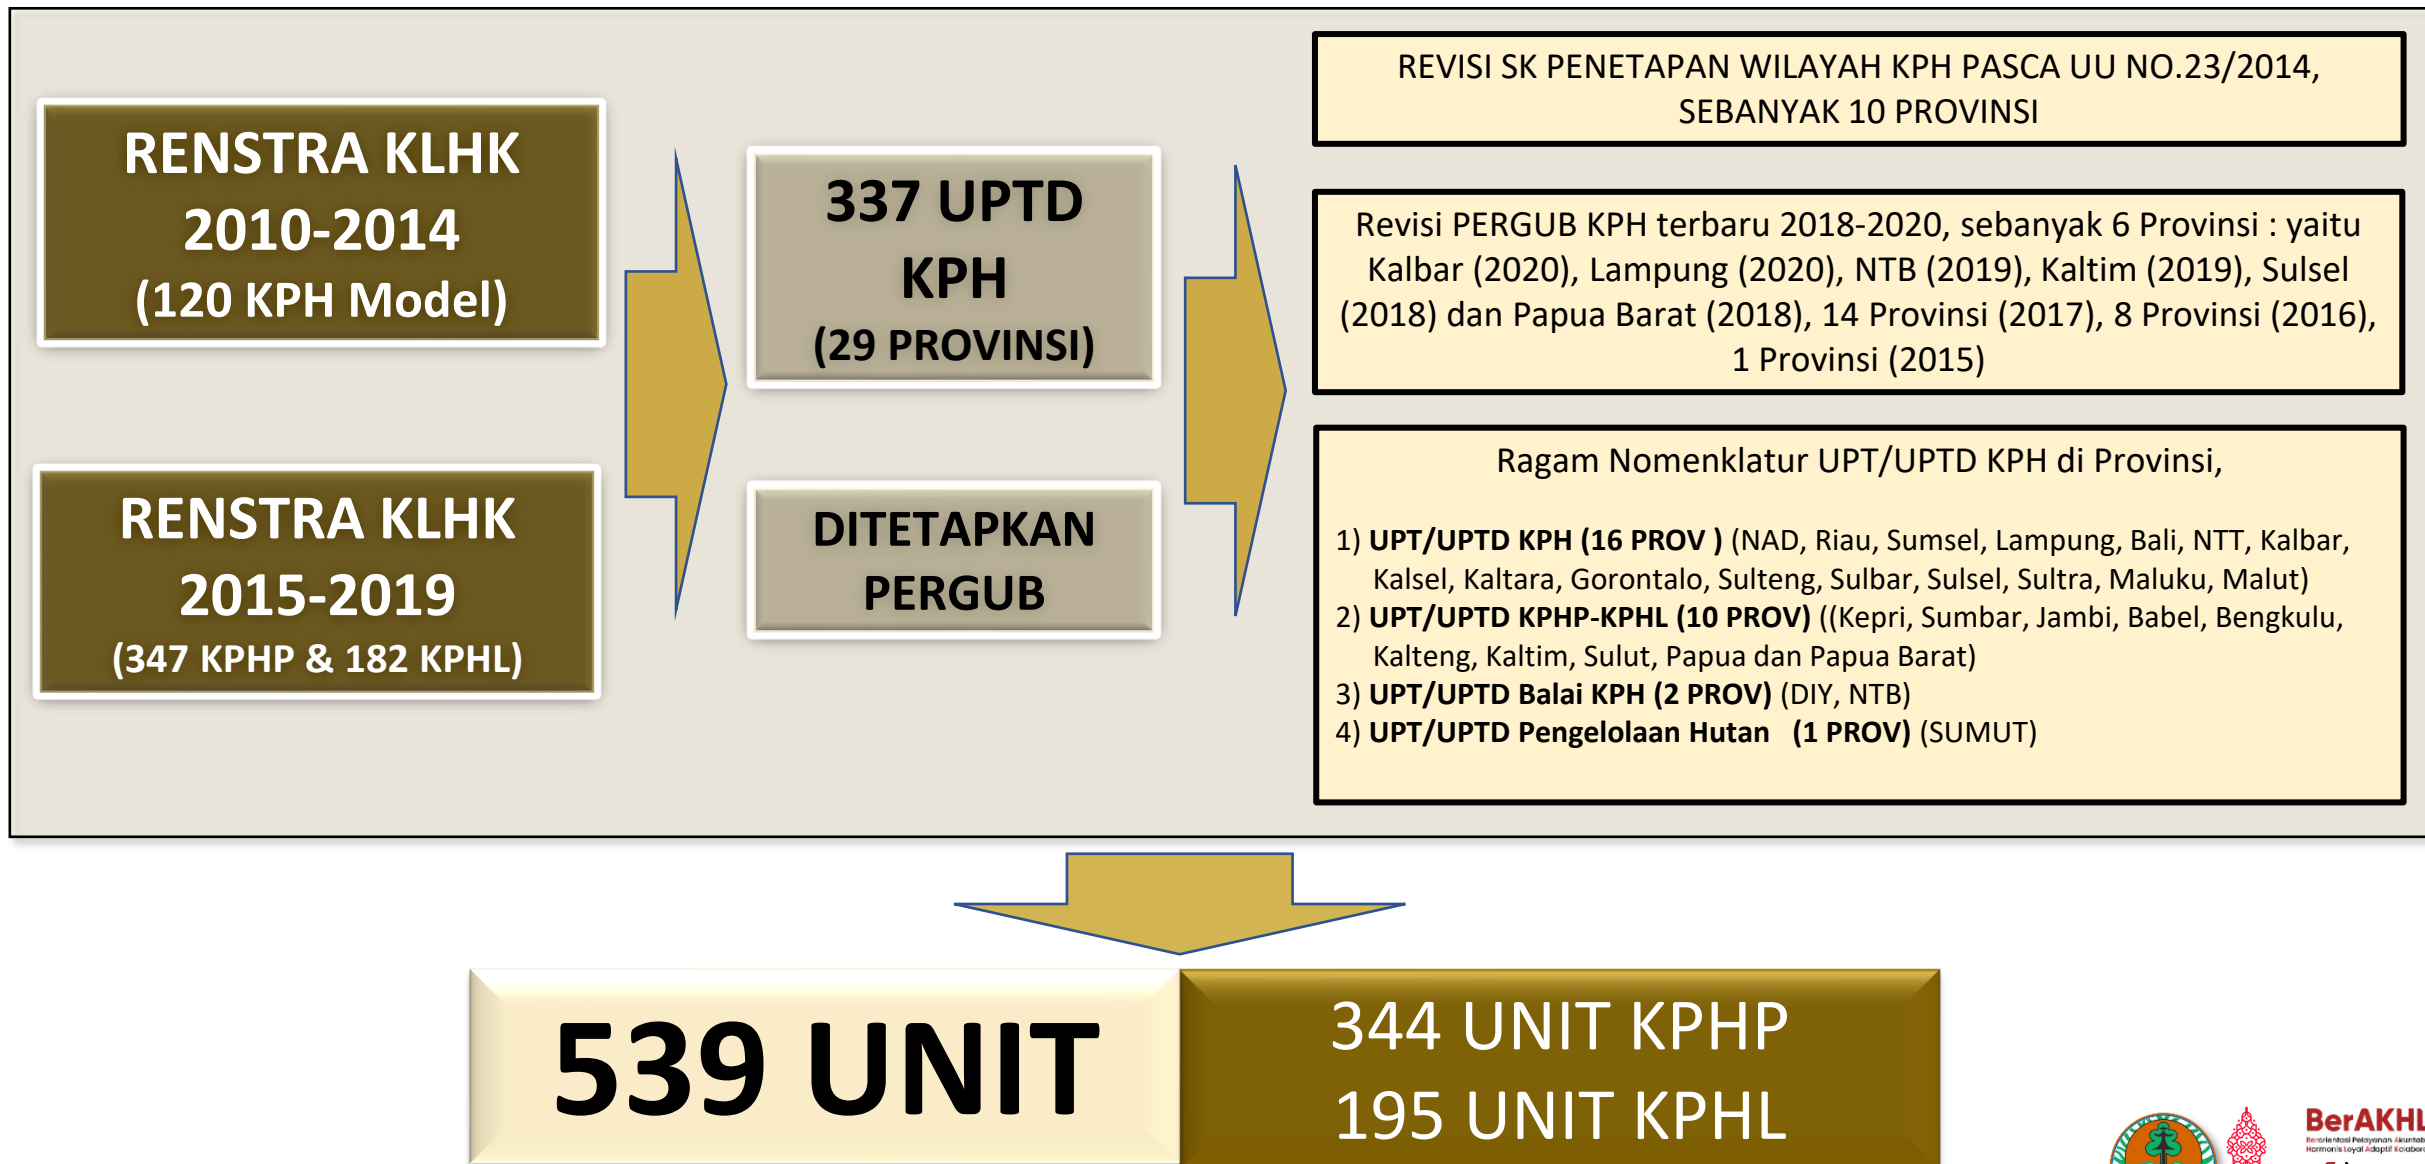 RENSTRA KLHK
2010-2014
(120 KPH Model)
RENSTRA KLHK
2015-2019
(347 KPHP & 182 KPHL)
337 UPTD
KPH
(29 PROVINSI)
DITETAPKAN
PERGUB
REVISI SK PENETAPAN WILAYAH KPH PASCA UU NO.23/2014,
SEBANYAK 10 PROVINSI
Revisi PERGUB KPH terbaru 2018-2020, sebanyak 6 Provinsi : yaitu
Kalbar (2020), Lampung (2020), NTB (2019), Kaltim (2019), Sulsel
(2018) dan Papua Barat (2018), 14 Provinsi (2017), 8 Provinsi (2016),
1 Provinsi (2015)
Ragam Nomenklatur UPT/UPTD KPH di Provinsi,
1) UPT/UPTD KPH (16 PROV ) (NAD, Riau, Sumsel, Lampung, Bali, NTT, Kalbar,
Kalsel, Kaltara, Gorontalo, Sulteng, Sulbar, Sulsel, Sultra, Maluku, Malut)
2) UPT/UPTD KPHP-KPHL (10 PROV) ((Kepri, Sumbar, Jambi, Babel, Bengkulu,
Kalteng, Kaltim, Sulut, Papua dan Papua Barat)
3) UPT/UPTD Balai KPH (2 PROV) (DIY, NTB)
4) UPT/UPTD Pengelolaan Hutan (1 PROV) (SUMUT)
539 UNIT
344 UNIT KPHP
195 UNIT KPHL
BerAKHL
Berorientasi Pelayanan Akuntab
Harmonis Loyal Adaptif Kolabora